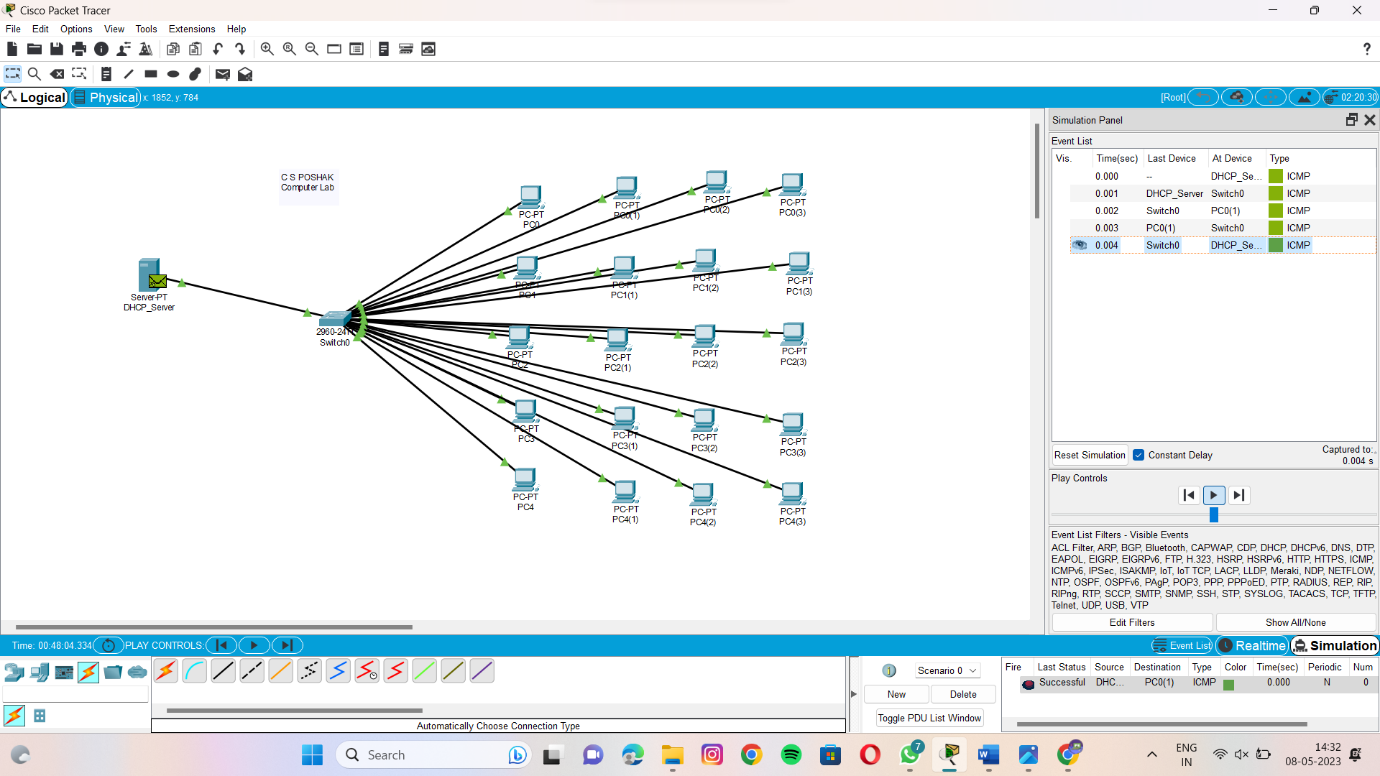 Cisco Packet Tracer
File Edit Options View Tools Extensions Help
?
Logical Physical x: 1852, y: 784 [Root] 02:20:30
C S POSHAK
Computer Lab
Server-PT
DHCP_Server
Switch0
PC-PT
PC0
PC-PT
PC0(1)
PC-PT
PC0(2)
PC-PT
PC0(3)
PC-PT
PC1
PC-PT
PC1(1)
PC-PT
PC1(2)
PC-PT
PC1(3)
PC-PT
PC2
PC-PT
PC2(1)
PC-PT
PC2(2)
PC-PT
PC2(3)
PC-PT
PC3
PC-PT
PC3(1)
PC-PT
PC3(2)
PC-PT
PC3(3)
PC-PT
PC4
PC-PT
PC4(1)
PC-PT
PC4(2)
PC-PT
PC4(3)
Simulation Panel
Event List
Vis. Time(sec) Last Device At Device Type
0.000 -- DHCP_Se... ICMP
0.001 DHCP_Server Switch0 ICMP
0.002 Switch0 PC0(1) ICMP
0.003 PC0(1) Switch0 ICMP
0.004 Switch0 DHCP_Se... ICMP
Reset Simulation Constant Delay Captured to:
0.004 s
Play Controls
Event List Filters - Visible Events
ACL Filter, ARP, BGP, Bluetooth, CAPWAP, CDP, DHCP, DHCPv6, DNS, DTP,
EAPOL, EIGRP, EIGRPv6, FTP, H.323, HSRP, HSRPv6, HTTP, HTTPS, ICMP,
ICMPv6, IPSec, ISAKMP, IoT, IoT TCP, LACP, LLDP, Meraki, NDP, NETFLOW,
NTP, OSPF, OSPFv6, PAgP, POP3, PPP, PPPoED, PTP, RADIUS, REP, RIP,
RIPng, RTP, SCCP, SMTP, SNMP, SSH, STP, SYSLOG, TACACS, TCP, TFTP,
Telnet, UDP, USB, VTP
Edit Filters Show All/None
Time: 00:48:04.334 PLAY CONTROLS: Event List Realtime Simulation
Scenario 0
New Delete
Toggle PDU List Window
Fire Last Status Source Destination Type Color Time(sec) Periodic Num
Successful DHC... PC0(1) ICMP 0.000 N 0
Automatically Choose Connection Type
Search
7
ENG
IN
14:32
08-05-2023